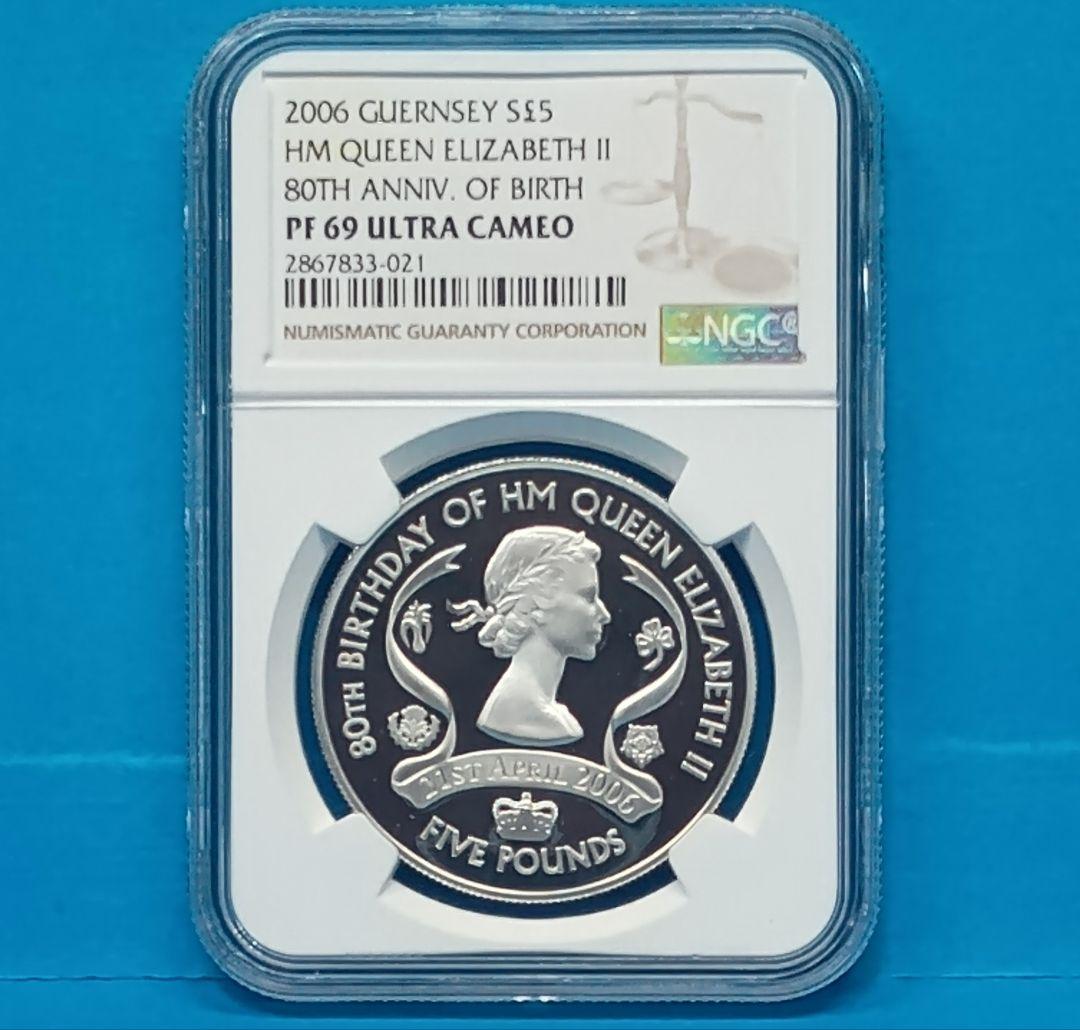 2006 GUERNSEY S£5
HM QUEEN ELIZABETH II
80TH ANNIV. OF BIRTH
PF 69 ULTRA CAMEO
2867833-021
NUMISMATIC GUARANTY CORPORATION
NGC®
80TH BIRTHDAY OF HM QUEEN ELIZABETH II
21ST APRIL 2006
FIVE POUNDS